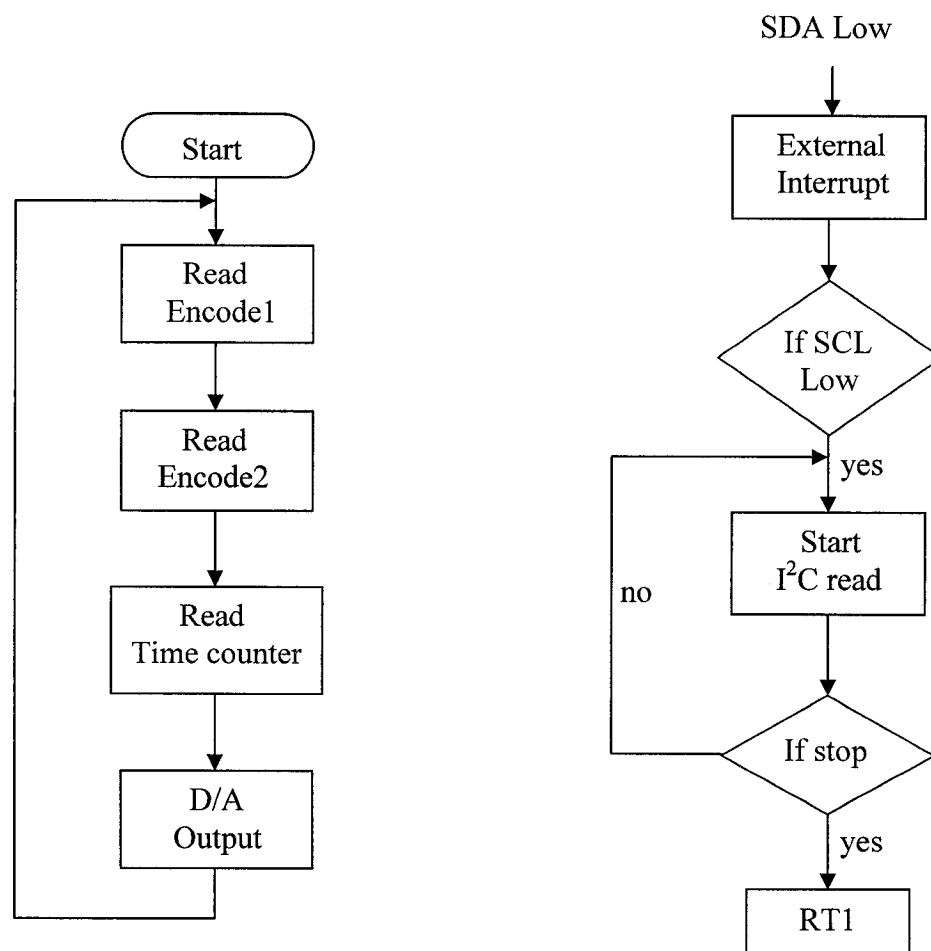 Start
Read
Encode1
Read
Encode2
Read
Time counter
D/A
Output
SDA Low
External
Interrupt
If SCL
Low
yes
Start
I²C read
no
If stop
yes
RT1